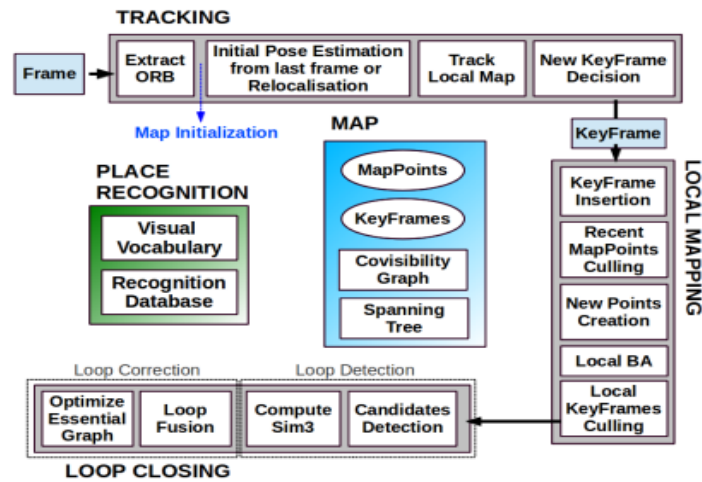 TRACKING
Frame
Extract
ORB
Initial Pose Estimation
from last frame or
Relocalisation
Track
Local Map
New KeyFrame
Decision
Map Initialization
KeyFrame
MAP
MapPoints
KeyFrames
Covisibility
Graph
Spanning
Tree
PLACE
RECOGNITION
Visual
Vocabulary
Recognition
Database
LOCAL MAPPING
KeyFrame
Insertion
Recent
MapPoints
Culling
New Points
Creation
Local BA
Local
KeyFrames
Culling
Loop Correction
Loop Detection
Optimize
Essential
Graph
Loop
Fusion
Compute
Sim3
Candidates
Detection
LOOP CLOSING